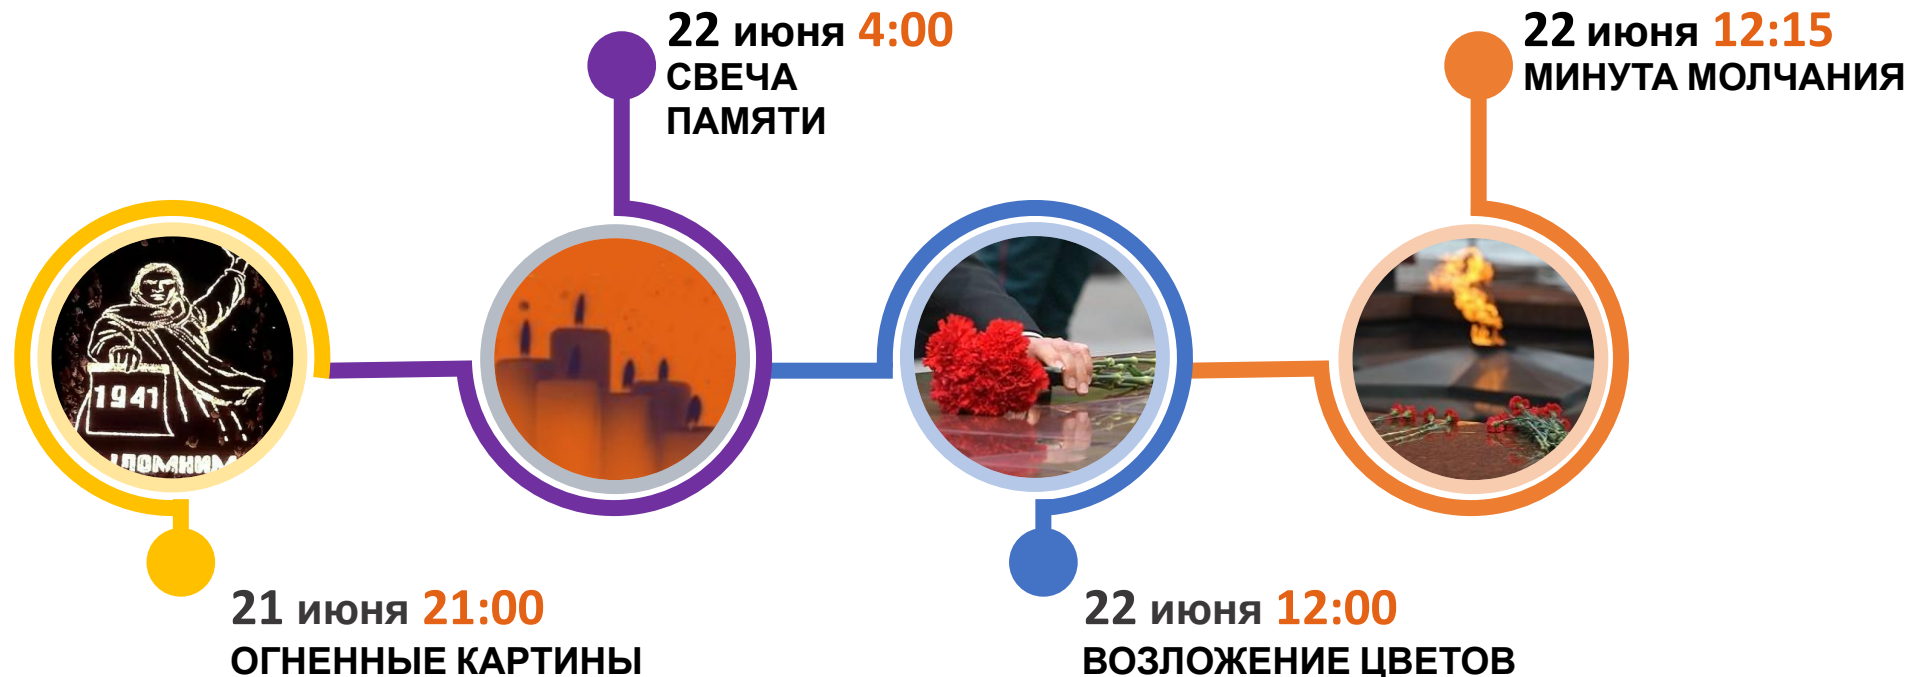 22 июня 4:00
СВЕЧА
ПАМЯТИ
22 июня 12:15
МИНУТА МОЛЧАНИЯ
1941
ПОМНИМ
21 июня 21:00
ОГНЕННЫЕ КАРТИНЫ
22 июня 12:00
ВОЗЛОЖЕНИЕ ЦВЕТОВ